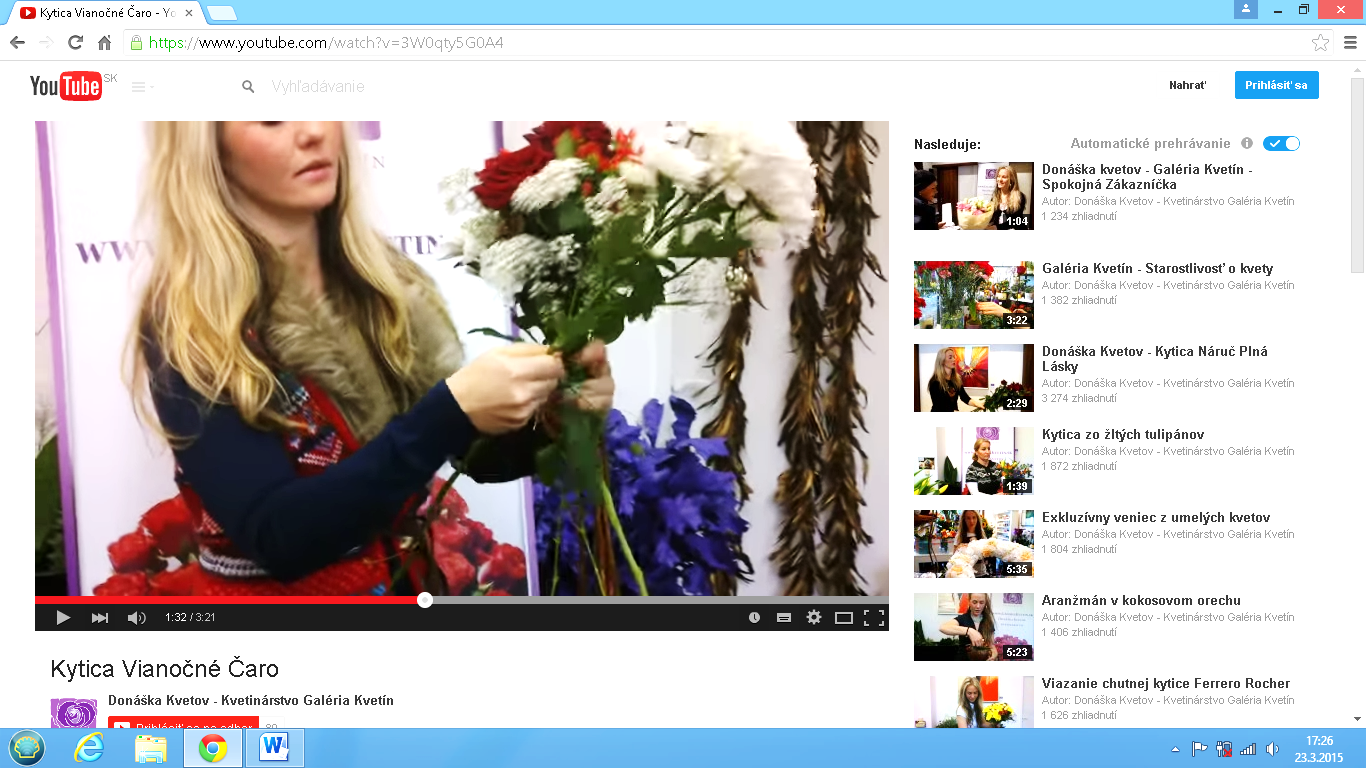 Kytica Vianočné Čaro - Yo
https://www.youtube.com/watch?v=3W0qty5G0A4
YouTube SK
Vyhľadávanie
Nahrať
Prihlásiť sa
WWW.
TIN
Nasleduje:
Automatické prehrávanie
1:04
Donáška kvetov - Galéria Kvetín -
Spokojná Zákazníčka
Autor: Donáška Kvetov - Kvetinárstvo Galéria Kvetín
1 234 zhliadnutí
3:22
Galéria Kvetín - Starostlivosť o kvety
Autor: Donáška Kvetov - Kvetinárstvo Galéria Kvetín
1 382 zhliadnutí
2:29
Donáška Kvetov - Kytica Náruč Plná
Lásky
Autor: Donáška Kvetov - Kvetinárstvo Galéria Kvetín
3 274 zhliadnutí
1:39
Kytica zo žltých tulipánov
Autor: Donáška Kvetov - Kvetinárstvo Galéria Kvetín
1 872 zhliadnutí
5:35
Exkluzívny veniec z umelých kvetov
Autor: Donáška Kvetov - Kvetinárstvo Galéria Kvetín
1 804 zhliadnutí
5:23
Aranžmán v kokosovom orechu
Autor: Donáška Kvetov - Kvetinárstvo Galéria Kvetín
1 406 zhliadnutí
Viazanie chutnej kytice Ferrero Rocher
Autor: Donáška Kvetov - Kvetinárstvo Galéria Kvetín
1 626 zhliadnutí
1:32 / 3:21
Kytica Vianočné Čaro
Donáška Kvetov - Kvetinárstvo Galéria Kvetín
Prihlásiť sa na odber
17:26
23.3.2015